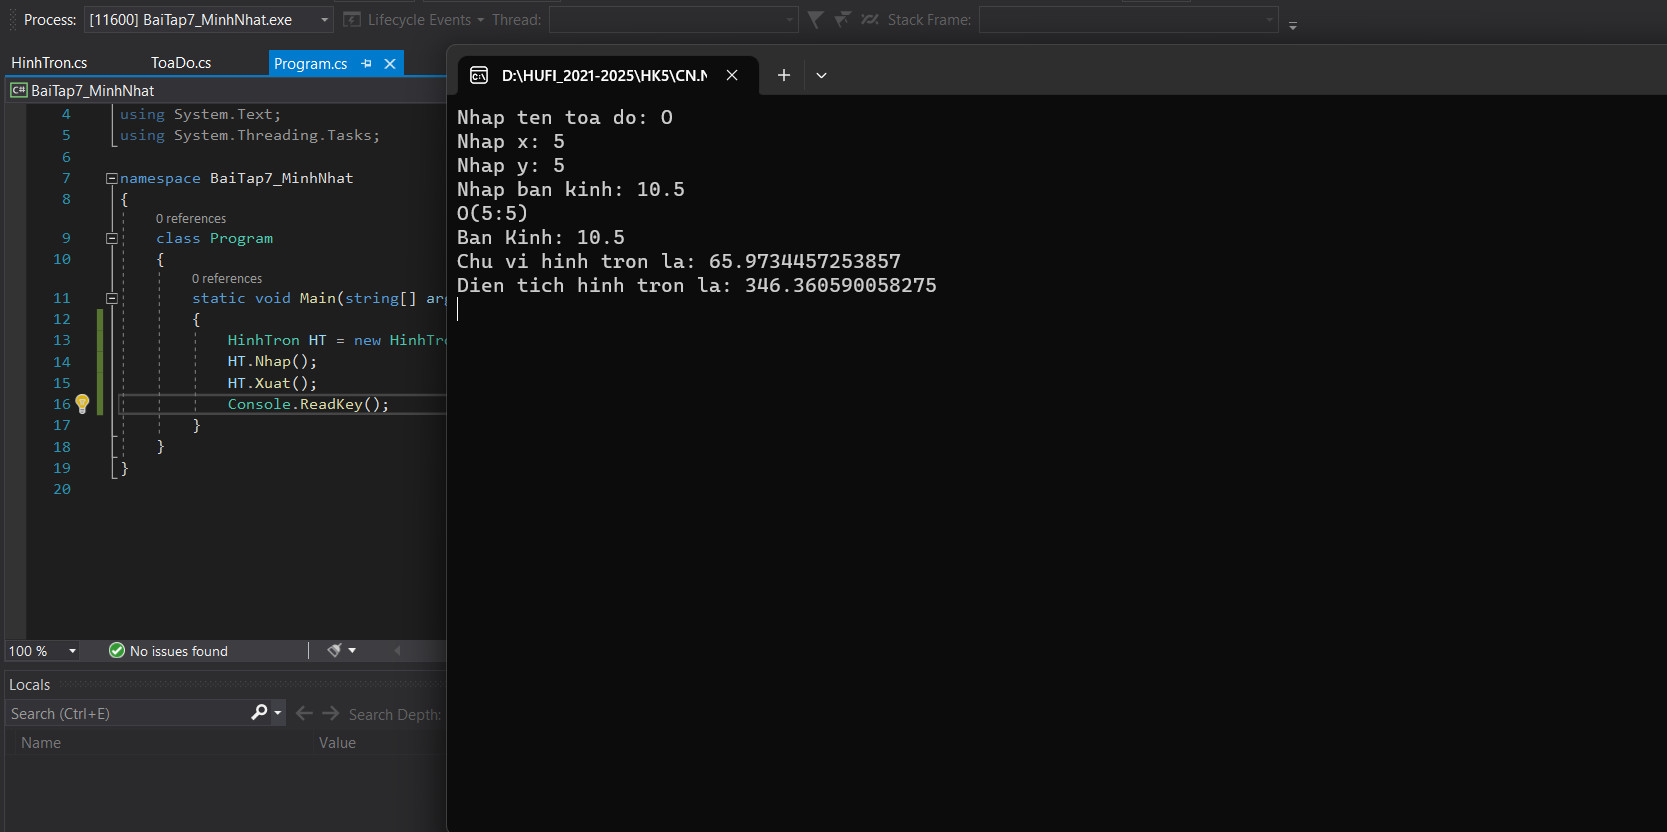 Process: [11600] BaiTap7_MinhNhat.exe Lifecycle Events Thread: Stack Frame:
HinhTron.cs ToaDo.cs Program.cs
BaiTap7_MinhNhat
4 using System.Text;
5 using System.Threading.Tasks;
6
7 namespace BaiTap7_MinhNhat
8 {
0 references
9 class Program
10 {
0 references
11 static void Main(string[] arg
12 {
13 HinhTron HT = new HinhTr
14 HT.Nhap();
15 HT.Xuat();
16 Console.ReadKey();
17 }
18 }
19 }
20
100 % No issues found
Locals
Search (Ctrl+E) Search Depth:
Name Value
D:\HUFI_2021-2025\HK5\CN.N
Nhap ten toa do: O
Nhap x: 5
Nhap y: 5
Nhap ban kinh: 10.5
O(5:5)
Ban Kinh: 10.5
Chu vi hinh tron la: 65.9734457253857
Dien tich hinh tron la: 346.360590058275